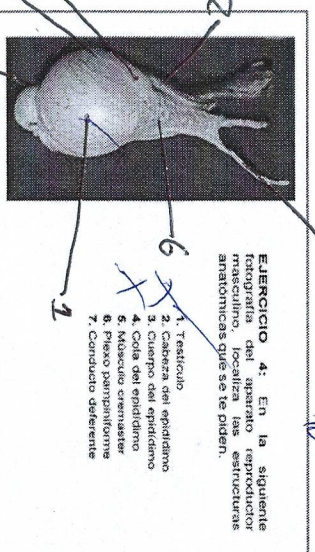 EJERCICIO 4: En la siguiente
fotografía del aparato reproductor
masculino, localiza las estructuras
anatómicas que se te piden.
1. Testículo
2. Cabeza del epidídimo
3. Cuerpo del epidídimo
4. Cola del epidídimo
5. Músculo cremáster
6. Plexo pampiniforme
7. Conducto deferente
2
6
1